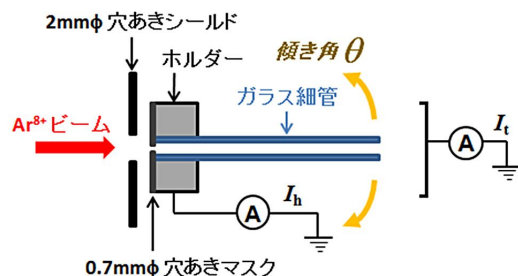 2mmφ 穴あきシールド
ホルダー
傾き角 θ
ガラス細管
Ar8+ ビーム
A
It
Ih
A
0.7mmφ 穴あきマスク